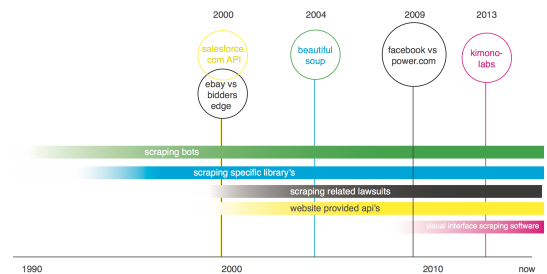 2000
2004
2009
2013
salesforce.
com API
beautiful
soup
facebook vs
power.com
kimono-
labs
ebay vs
bidders
edge
scraping bots
scraping specific library's
scraping related lawsuits
website provided api's
visual interface scraping software
1990
2000
2010
now